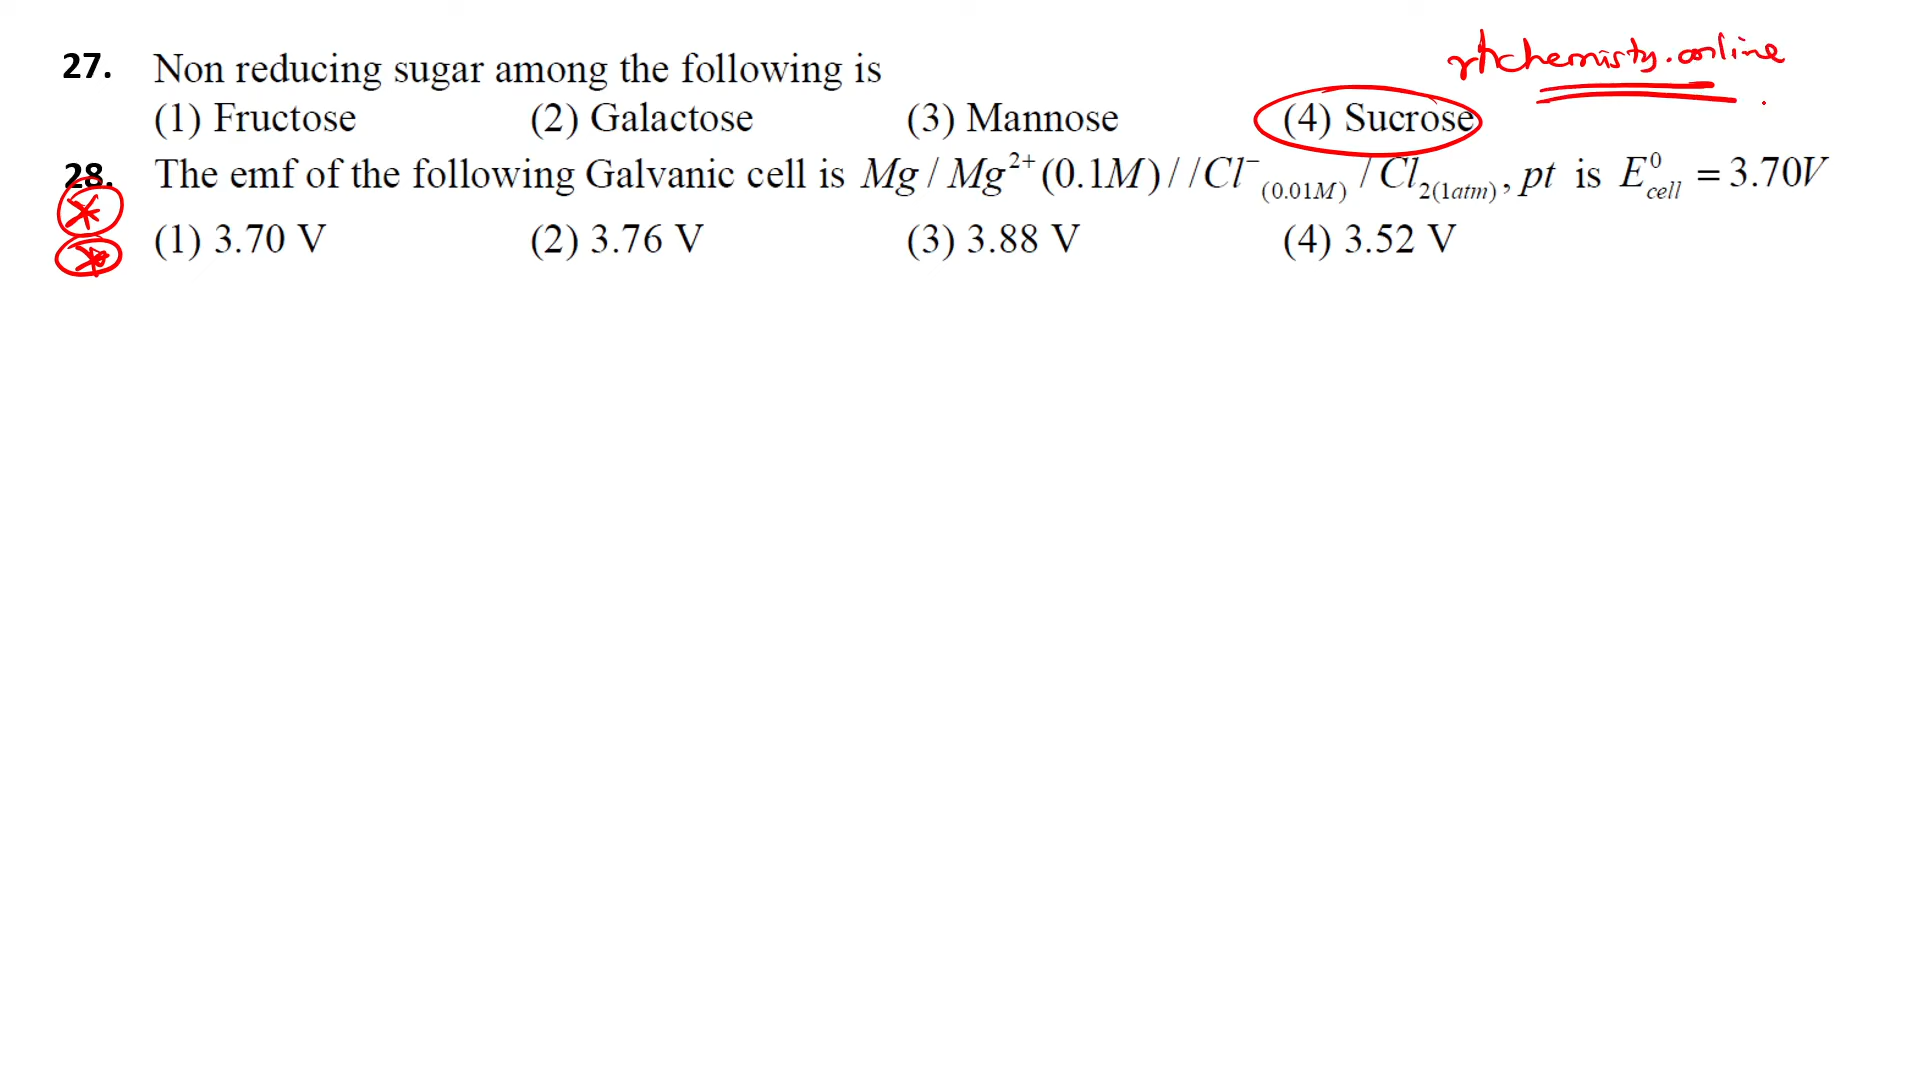 rhchemisty.online
27. Non reducing sugar among the following is
(1) Fructose (2) Galactose (3) Mannose (4) Sucrose
28. The emf of the following Galvanic cell is Mg / Mg²⁺(0.1M) / /Cl⁻(0.01M) / Cl₂(1atm), pt is E⁰cell = 3.70V
(1) 3.70 V (2) 3.76 V (3) 3.88 V (4) 3.52 V